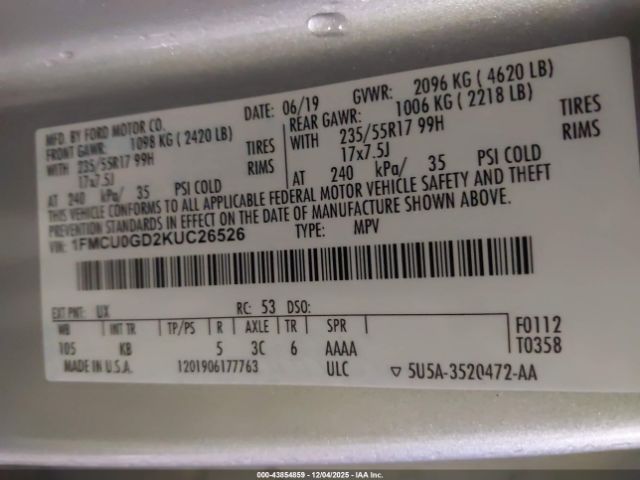 MFD. BY FORD MOTOR CO.
DATE: 06/19 GVWR: 2096 KG ( 4620 LB)
FRONT GAWR: 1098 KG ( 2420 LB) REAR GAWR: 1006 KG ( 2218 LB)
WITH 235/55R17 99H TIRES WITH 235/55R17 99H TIRES
17x7.5J RIMS 17x7.5J RIMS
AT 240 kPa/ 35 PSI COLD AT 240 kPa/ 35 PSI COLD
THIS VEHICLE CONFORMS TO ALL APPLICABLE FEDERAL MOTOR VEHICLE SAFETY AND THEFT
PREVENTION STANDARDS IN EFFECT ON THE DATE OF MANUFACTURE SHOWN ABOVE.
VIN: 1FMCU0GD2KUC26526 TYPE: MPV
EXT PNT: UX RC: 53 DSO:
WB INT TR TP/PS R AXLE TR SPR F0112
105 KB 5 3C 6 AAAA T0358
MADE IN U.S.A. 1201906177763 ULC ▽ 5U5A-3520472-AA
000-43854859 - 12/04/2025 - IAA Inc.